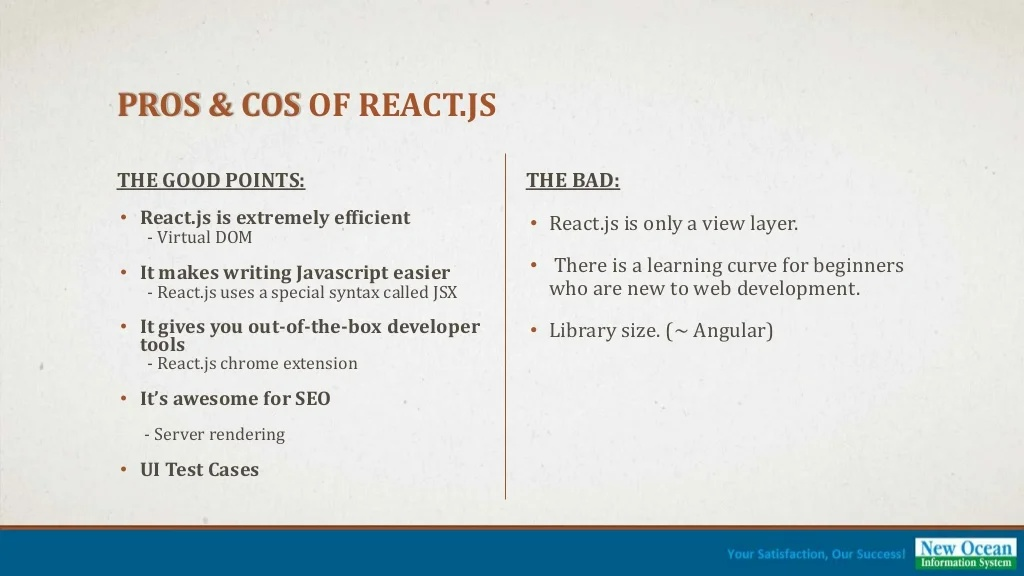 PROS & COS OF REACT.JS
THE GOOD POINTS:
• React.js is extremely efficient
- Virtual DOM
• It makes writing Javascript easier
- React.js uses a special syntax called JSX
• It gives you out-of-the-box developer
tools
- React.js chrome extension
• It’s awesome for SEO
- Server rendering
• UI Test Cases
THE BAD:
• React.js is only a view layer.
• There is a learning curve for beginners
who are new to web development.
• Library size. (~ Angular)
Your Satisfaction, Our Success!
New Ocean
Information System